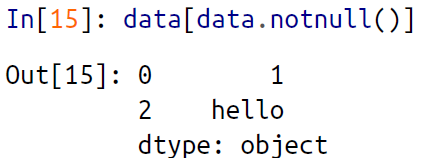 In[15]: data[data.notnull()]
Out[15]: 0        1
         2    hello
         dtype: object